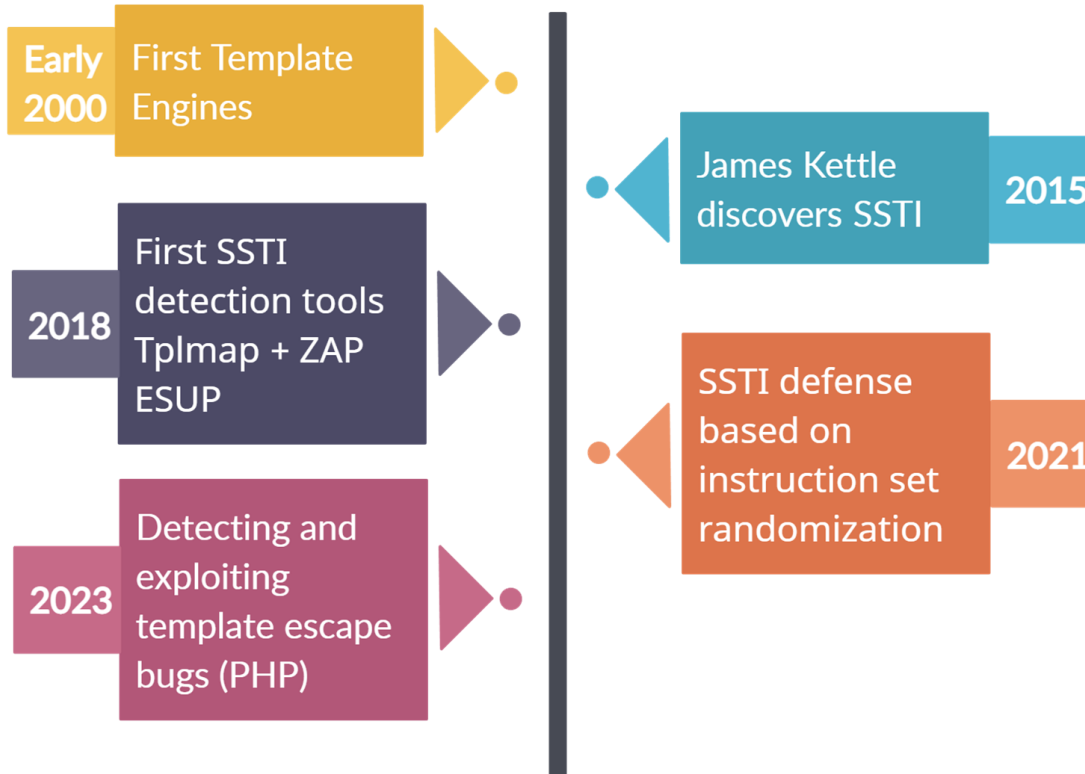 Early
2000
First Template
Engines
James Kettle
discovers SSTI
2015
First SSTI
detection tools
Tplmap + ZAP
ESUP
2018
SSTI defense
based on
instruction set
randomization
2021
Detecting and
exploiting
template escape
bugs (PHP)
2023